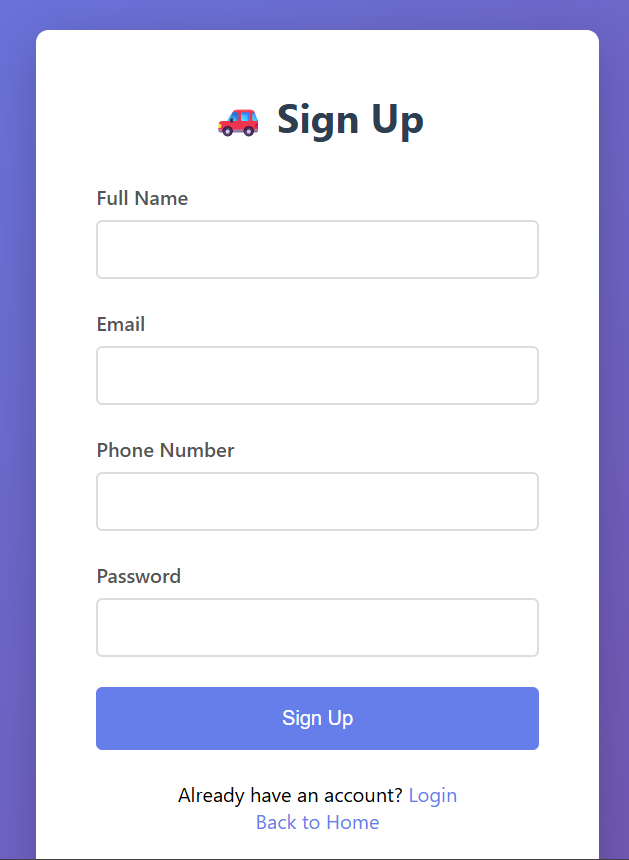 Sign Up
Full Name
Email
Phone Number
Password
Sign Up
Already have an account? Login
Back to Home